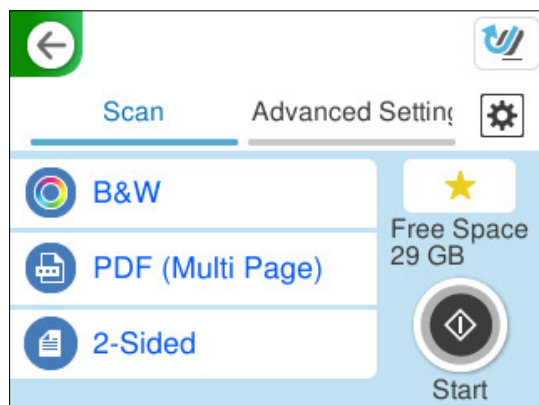 Scan
Advanced Setting
B&W
PDF (Multi Page)
2-Sided
Free Space
29 GB
Start